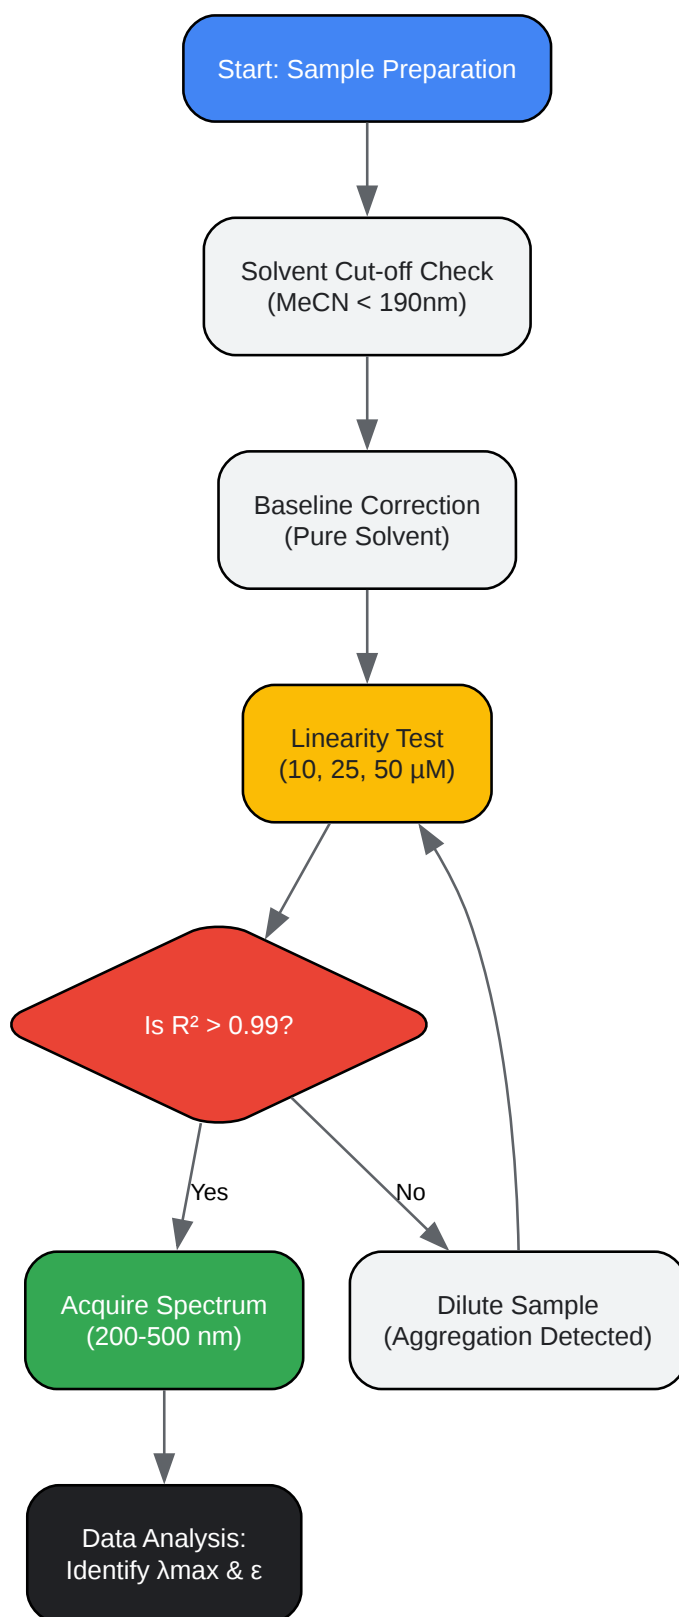 Start: Sample Preparation
Solvent Cut-off Check
(MeCN < 190nm)
Baseline Correction
(Pure Solvent)
Linearity Test
(10, 25, 50 µM)
Is R² > 0.99?
Yes
No
Acquire Spectrum
(200-500 nm)
Dilute Sample
(Aggregation Detected)
Data Analysis:
Identify λmax & ε